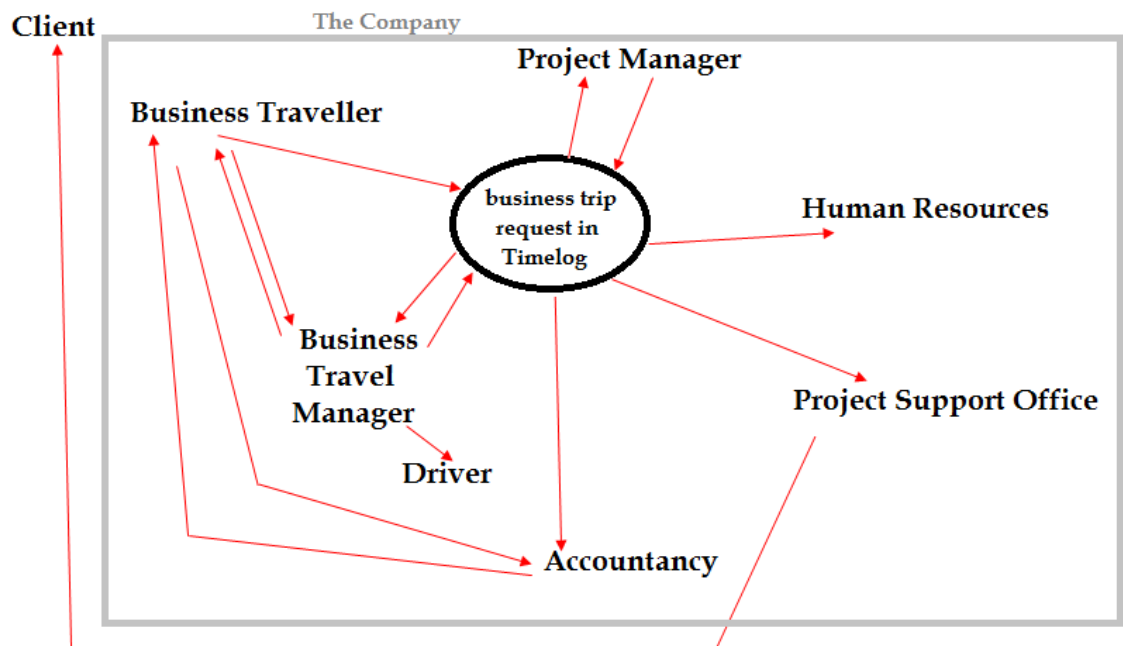 Client
The Company
Project Manager
Business Traveller
business trip
request in
Timelog
Human Resources
Business
Travel
Manager
Project Support Office
Driver
Accountancy